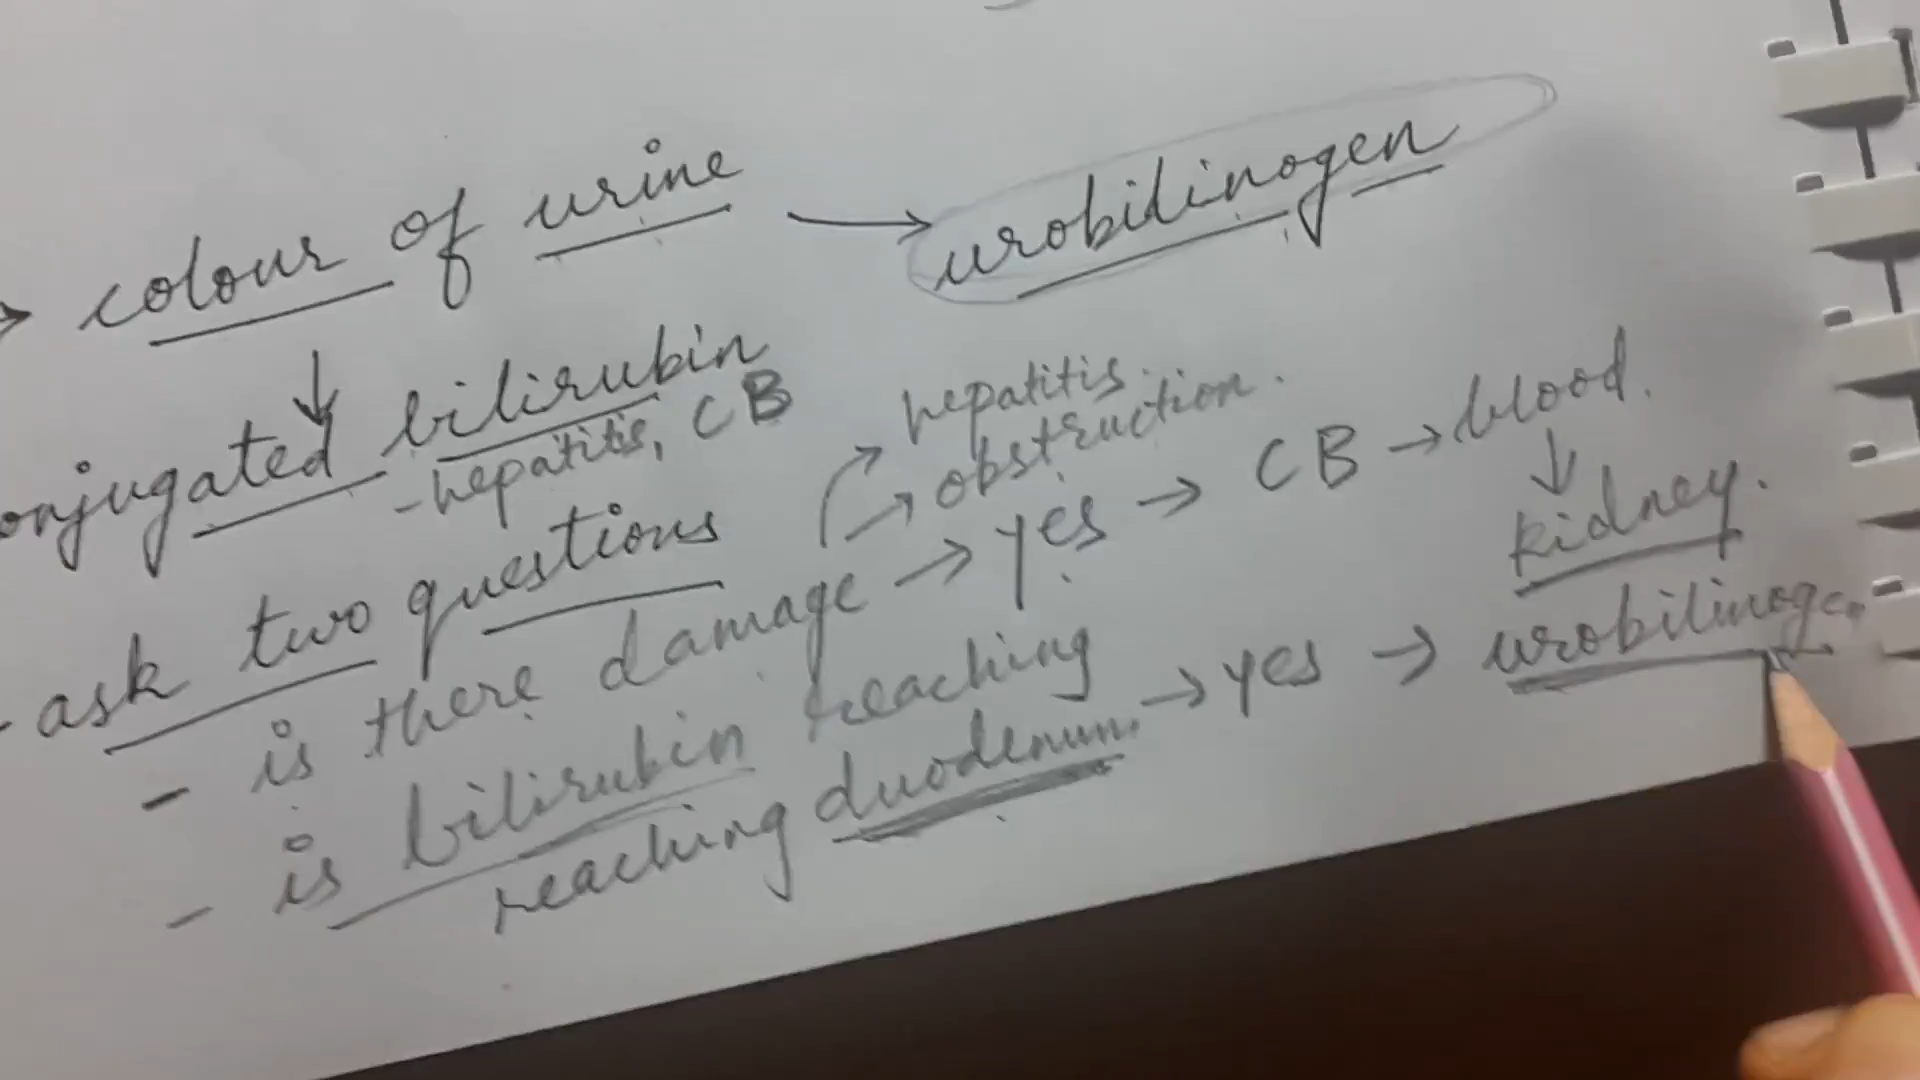 → colour of urine → urobilinogen
↓
onjugated bilirubin
- hepatitis, CB
hepatitis.
obstruction.
- ask two questions
- is there damage → yes → CB → blood.
↓
kidney.
- is bilirubin reaching
reaching duodenum. → yes → urobilinogen